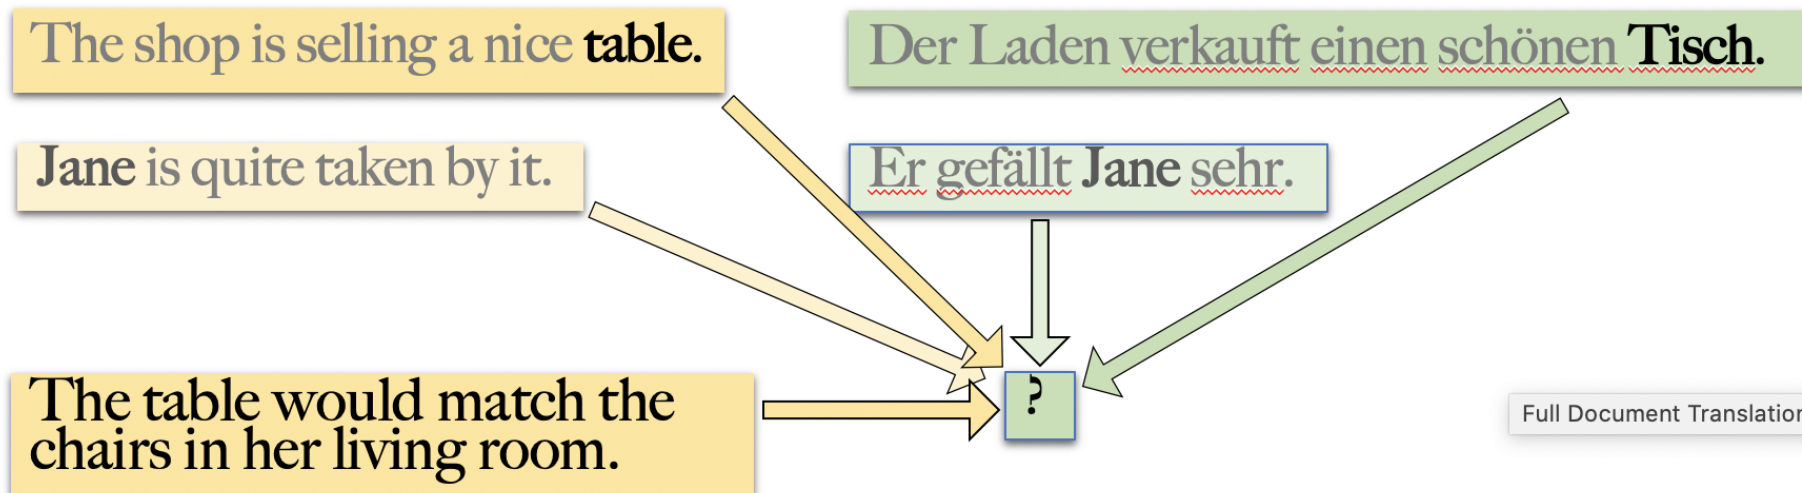 The shop is selling a nice table.
Der Laden verkauft einen schönen Tisch.
Jane is quite taken by it.
Er gefällt Jane sehr.
The table would match the
chairs in her living room.
?
Full Document Translation